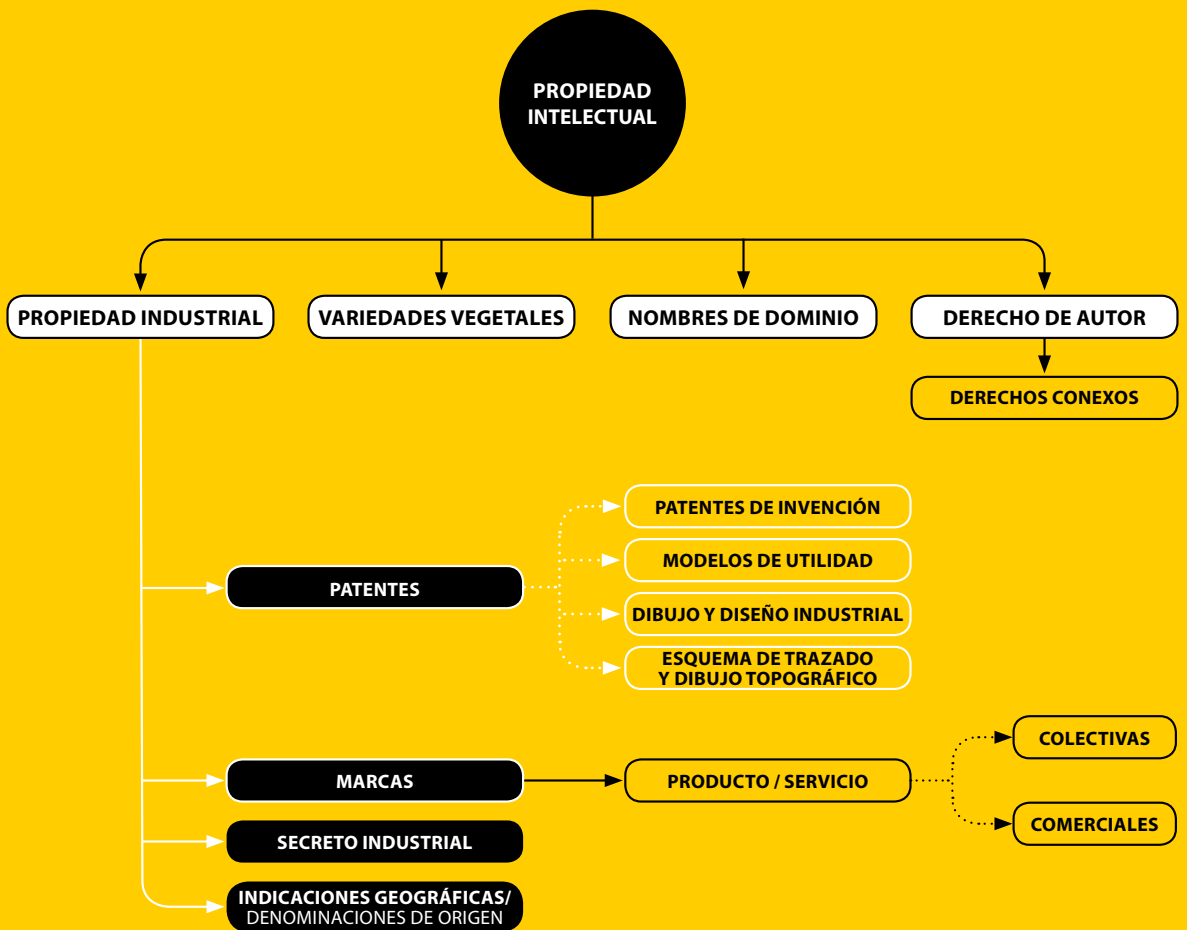 PROPIEDAD
INTELECTUAL
PROPIEDAD INDUSTRIAL
VARIEDADES VEGETALES
NOMBRES DE DOMINIO
DERECHO DE AUTOR
DERECHOS CONEXOS
PATENTES DE INVENCIÓN
MODELOS DE UTILIDAD
PATENTES
DIBUJO Y DISEÑO INDUSTRIAL
ESQUEMA DE TRAZADO
Y DIBUJO TOPOGRÁFICO
COLECTIVAS
MARCAS
PRODUCTO / SERVICIO
COMERCIALES
SECRETO INDUSTRIAL
INDICACIONES GEOGRÁFICAS/
DENOMINACIONES DE ORIGEN